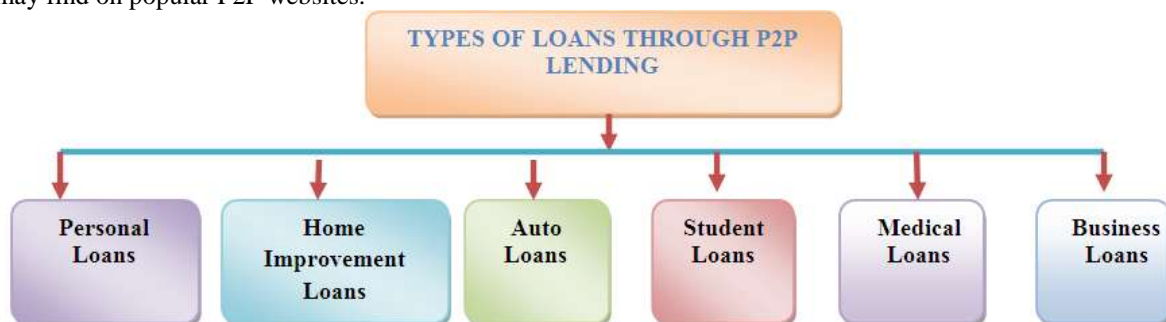 may find on popular P2P websites.
TYPES OF LOANS THROUGH P2P
LENDING
Personal
Loans
Home
Improvement
Loans
Auto
Loans
Student
Loans
Medical
Loans
Business
Loans